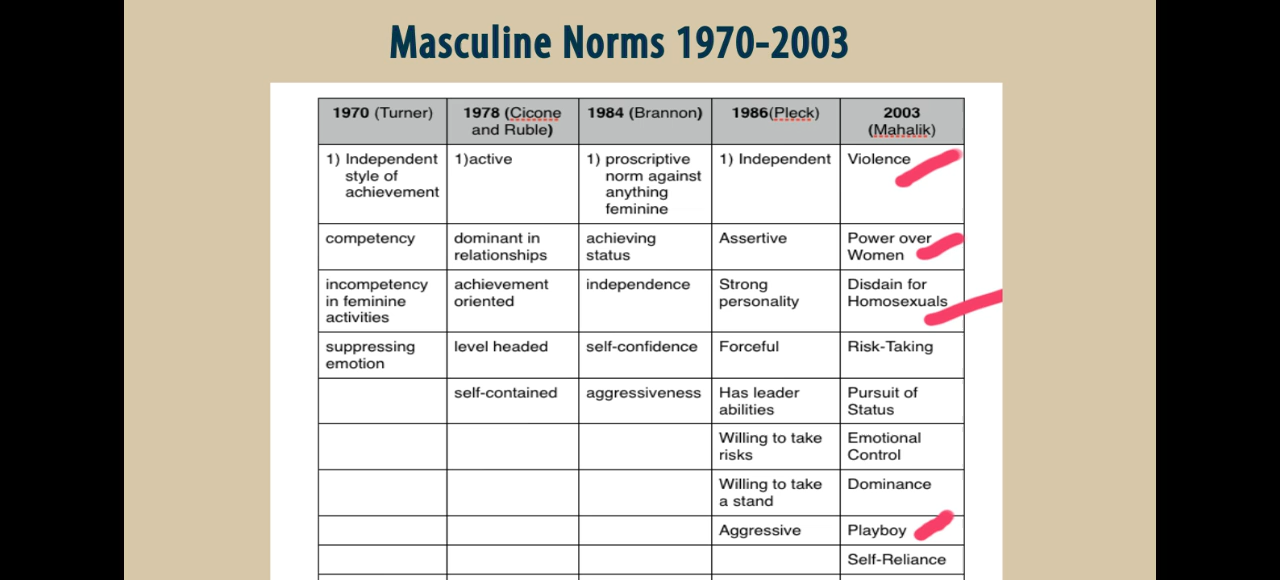 Masculine Norms 1970-2003
1970 (Turner)
1978 (Cicone
and Ruble)
1984 (Brannon)
1986(Pleck)
2003
(Mahalik)
1) Independent
style of
achievement
1)active
1) proscriptive
norm against
anything
feminine
1) Independent
Violence
competency
dominant in
relationships
achieving
status
Assertive
Power over
Women
incompetency
in feminine
activities
achievement
oriented
independence
Strong
personality
Disdain for
Homosexuals
suppressing
emotion
level headed
self-confidence
Forceful
Risk-Taking
self-contained
aggressiveness
Has leader
abilities
Pursuit of
Status
Willing to take
risks
Emotional
Control
Willing to take
a stand
Dominance
Aggressive
Playboy
Self-Reliance